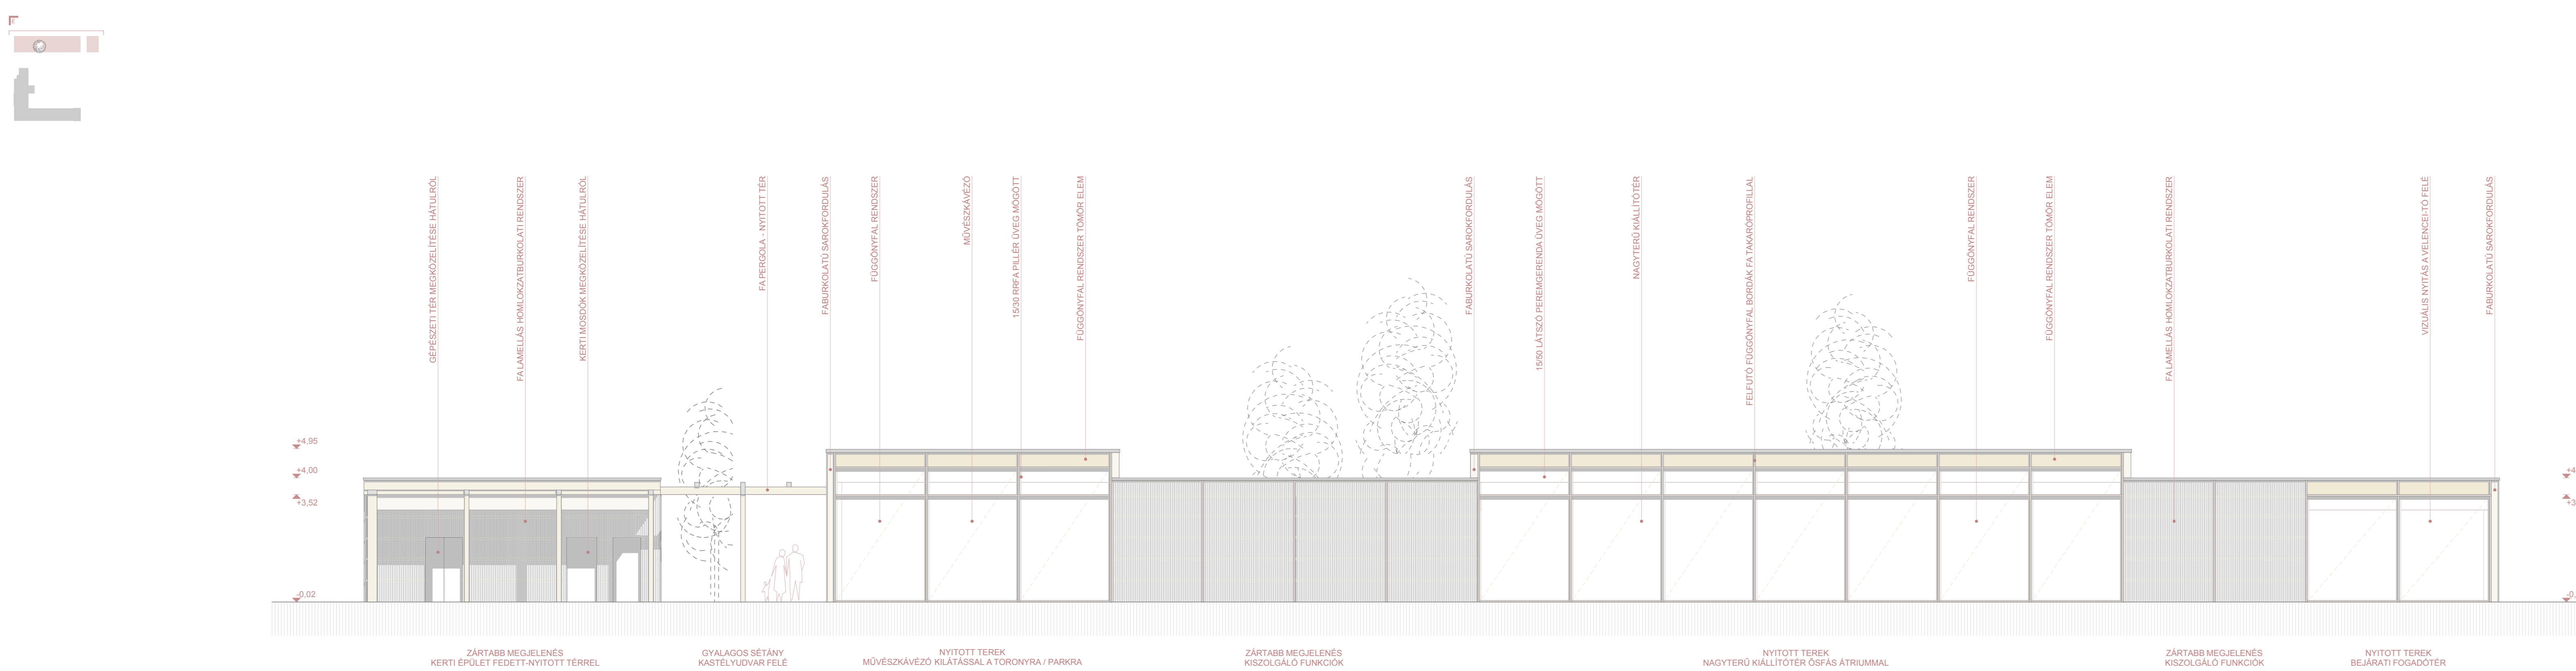 GÉPÉSZETI TÉR MEGKÖZELÍTÉSE HÁTULRÓL
FA LAMELLÁS HOMLOKZATBURKOLATI RENDSZER
KERTI MOSDÓK MEGKÖZELÍTÉSE HÁTULRÓL
FA PERGOLA - NYITOTT TÉR
FABURKOLATÚ SAROKFORDULÁS
FÜGGÖNYFAL RENDSZER
MŰVÉSZKÁVÉZÓ
15/30 RRFA PILLÉR ÜVEG MÖGÖTT
FÜGGÖNYFAL RENDSZER TÖMÖR ELEM
FABURKOLATÚ SAROKFORDULÁS
15/50 LÁTSZÓ PEREMGERENDA ÜVEG MÖGÖTT
NAGYTERŰ KIÁLLÍTÓTÉR
FELFUTÓ FÜGGÖNYFAL BORDÁK FA TAKARÓPROFILLAL
FÜGGÖNYFAL RENDSZER
FÜGGÖNYFAL RENDSZER TÖMÖR ELEM
FA LAMELLÁS HOMLOKZATBURKOLATI RENDSZER
VIZUÁLIS NYITÁS A VELENCEI-TÓ FELÉ
FABURKOLATÚ SAROKFORDULÁS
+4,95
+4,00
+3,52
-0,02
+4
+3
-0,
ZÁRTABB MEGJELENÉS
KERTI ÉPÜLET FEDETT-NYITOTT TÉRREL
GYALAGOS SÉTÁNY
KASTÉLYUDVAR FELÉ
NYITOTT TEREK
MŰVÉSZKÁVÉZÓ KILÁTÁSSAL A TORONYRA / PARKRA
ZÁRTABB MEGJELENÉS
KISZOLGÁLÓ FUNKCIÓK
NYITOTT TEREK
NAGYTERŰ KIÁLLÍTÓTÉR ŐSFÁS ÁTRIUMMAL
ZÁRTABB MEGJELENÉS
KISZOLGÁLÓ FUNKCIÓK
NYITOTT TEREK
BEJÁRATI FOGADÓTÉR